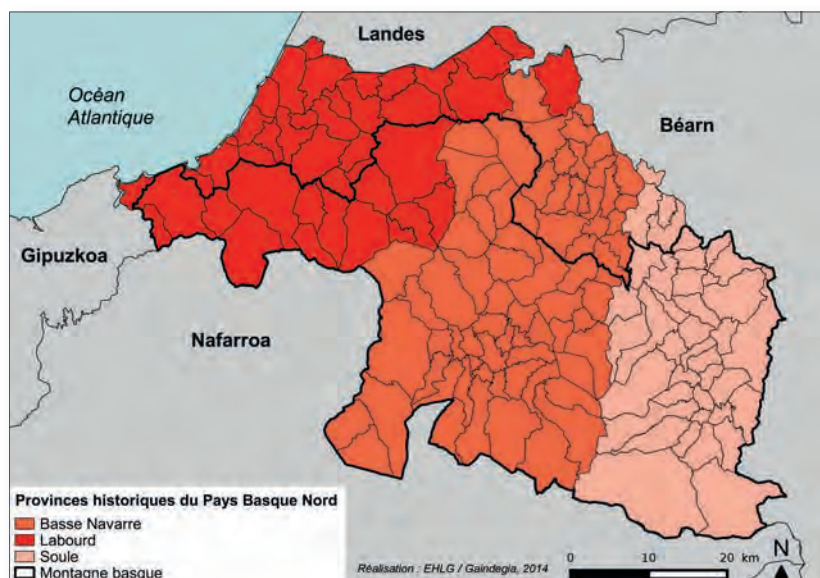 Landes
Océan
Atlantique
Béarn
Gipuzkoa
Nafarroa
Provinces historiques du Pays Basque Nord
Basse Navarre
Labourd
Soule
Montagne basque
Réalisation : EHLG / Gaindegia, 2014
0 10 20 km
N